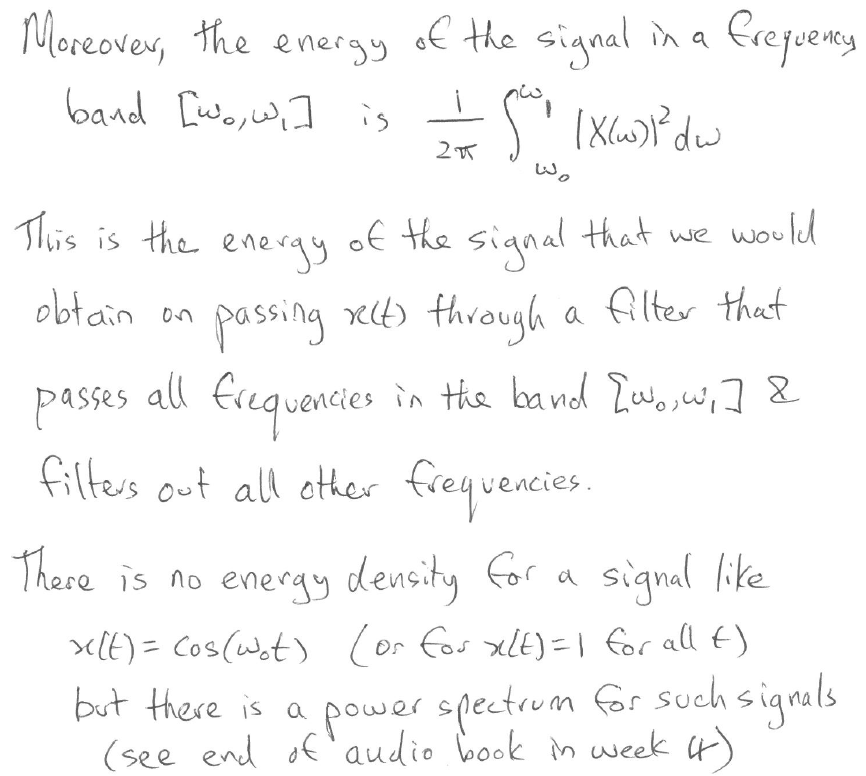 Moreover, the energy of the signal in a frequency
band [ω₀,ω₁] is 1/2π ∫_ω₀^ω₁ |X(ω)|² dω
This is the energy of the signal that we would
obtain on passing x(t) through a filter that
passes all frequencies in the band [ω₀,ω₁] &
filters out all other frequencies.
There is no energy density for a signal like
x(t) = cos(ω₀t) (or for x(t)=1 for all t)
but there is a power spectrum for such signals
(see end of audio book in week 4)